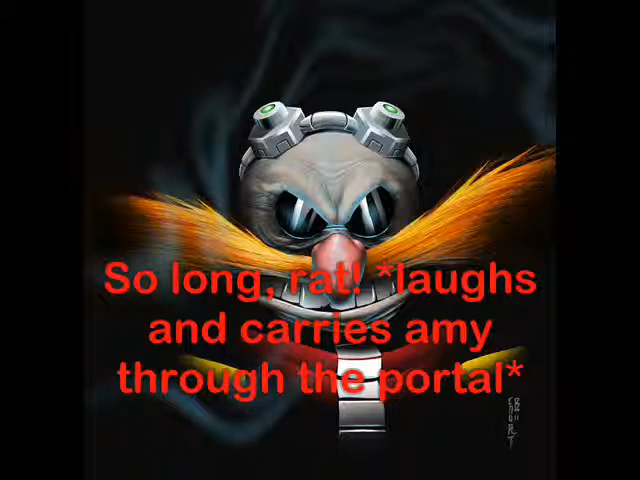 So long, rat! *laughs
and carries amy
through the portal*